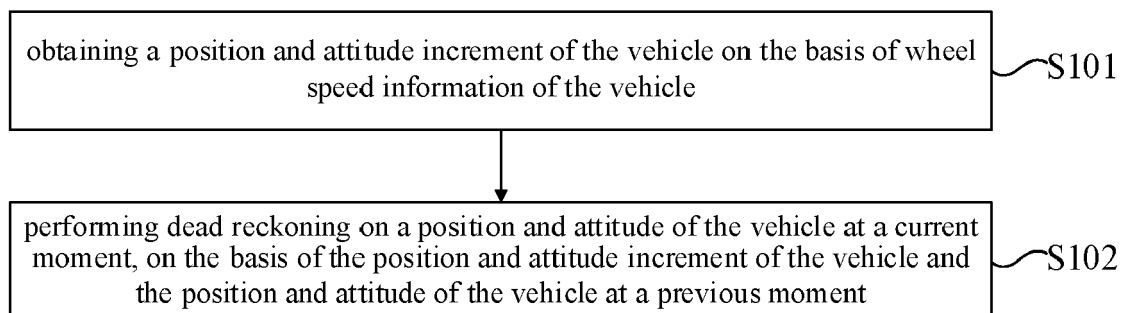 obtaining a position and attitude increment of the vehicle on the basis of wheel
speed information of the vehicle
S101
performing dead reckoning on a position and attitude of the vehicle at a current
moment, on the basis of the position and attitude increment of the vehicle and
the position and attitude of the vehicle at a previous moment
S102